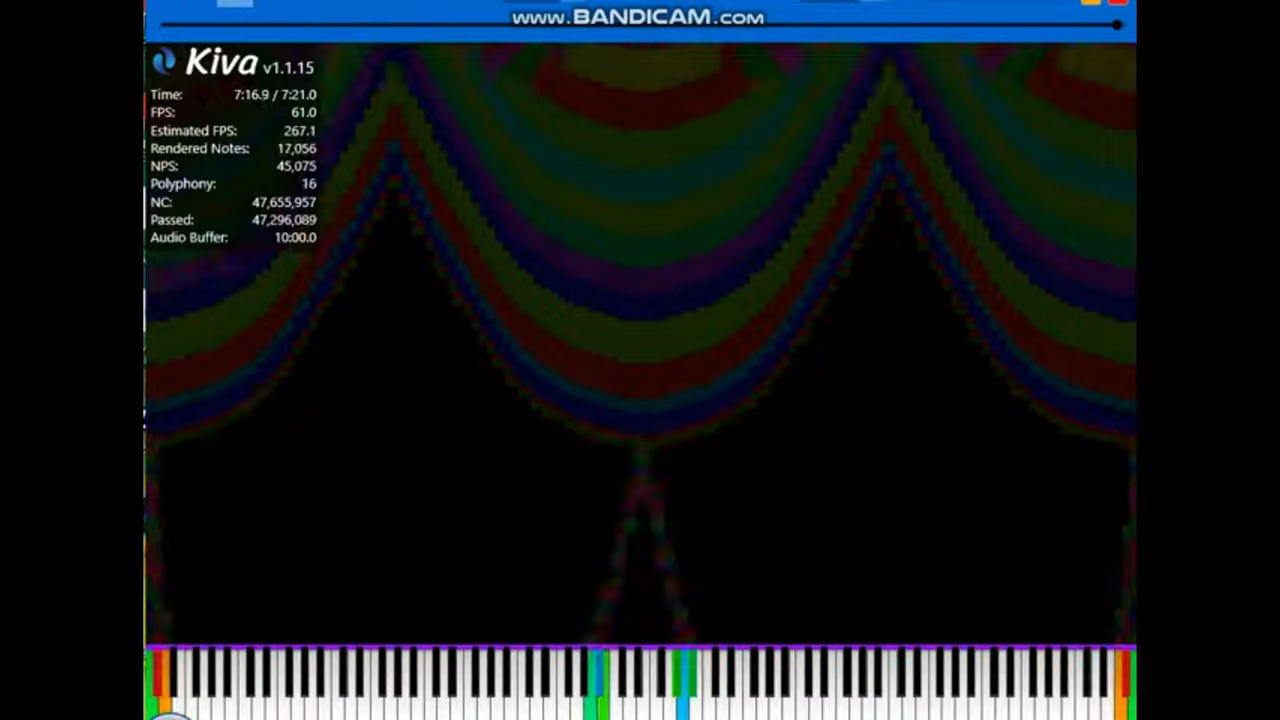 www.BANDICAM.com
Kiva v1.1.15
Time: 7:16.9 / 7:21.0
FPS: 61.0
Estimated FPS: 267.1
Rendered Notes: 17,056
NPS: 45,075
Polyphony: 16
NC: 47,655,957
Passed: 47,296,089
Audio Buffer: 10:00.0